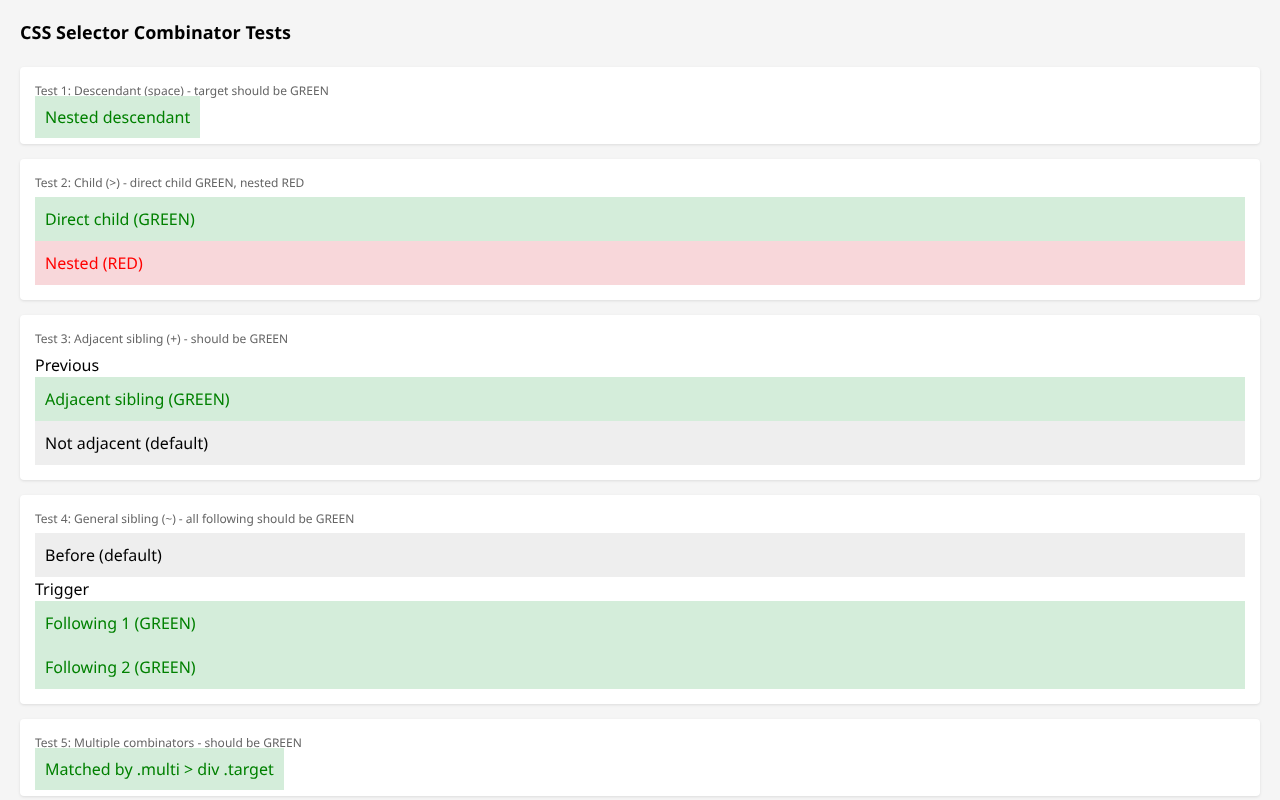 CSS Selector Combinator Tests
Test 1: Descendant (space) - target should be GREEN
Nested descendant
Test 2: Child (>) - direct child GREEN, nested RED
Direct child (GREEN)
Nested (RED)
Test 3: Adjacent sibling (+) - should be GREEN
Previous
Adjacent sibling (GREEN)
Not adjacent (default)
Test 4: General sibling (~) - all following should be GREEN
Before (default)
Trigger
Following 1 (GREEN)
Following 2 (GREEN)
Test 5: Multiple combinators - should be GREEN
Matched by .multi > div .target